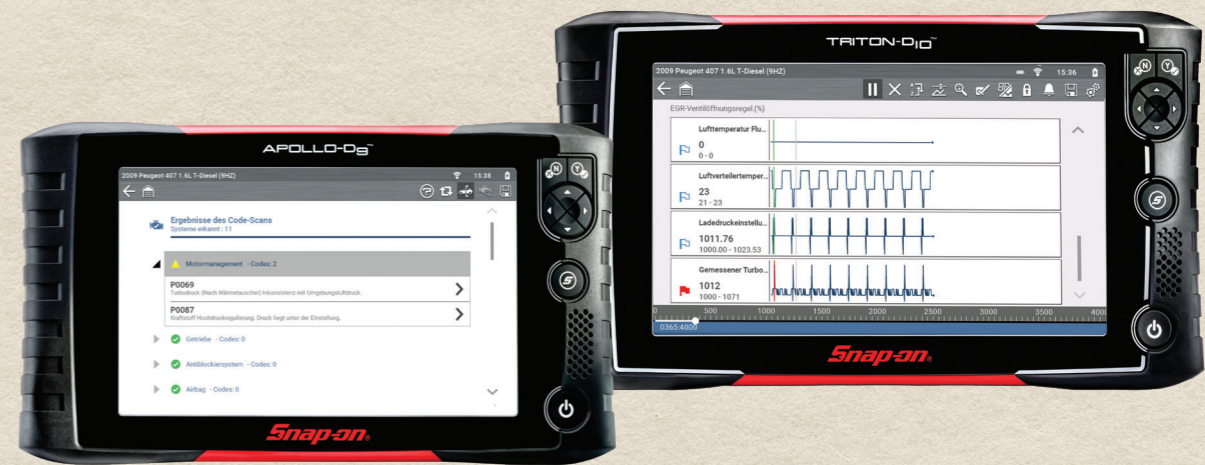 APOLLO-D9™
2009 Peugeot 407 1.6L T-Diesel (9HZ)
15:38
Ergebnisse des Code-Scans
Systeme erkannt : 11
Motormanagement - Codes: 2
P0069
Turbodruck (Nach-Wärmetauscher) Inkonsistenz mit Umgebungsluftdruck.
P0087
Kraftstoff Hochdruckregulierung. Druck liegt unter der Einstellung.
Getriebe - Codes: 0
Antiblockiersystem - Codes: 0
Airbag - Codes: 0
N
Y
S
Snap-on®
TRITON-D10™
2009 Peugeot 407 1.6L T-Diesel (9HZ)
15:36
EGR-Ventilöffnungsregel.(%)
Lufttemperatur Flu...
0
0 - 0
Luftverteilertemper...
23
21 - 23
Ladedruckeinstellu...
1011.76
1000.00 - 1023.53
Gemessener Turbo...
1012
1000 - 1071
0 500 1000 1500 2000 2500 3000 3500 4000
0365:4000
N
Y
S
Snap-on®